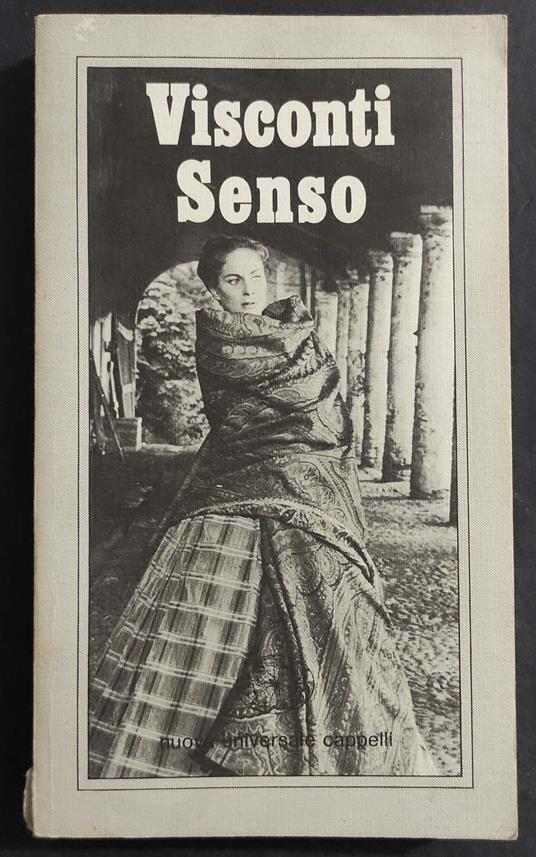 Visconti
Senso
nuova universale cappelli